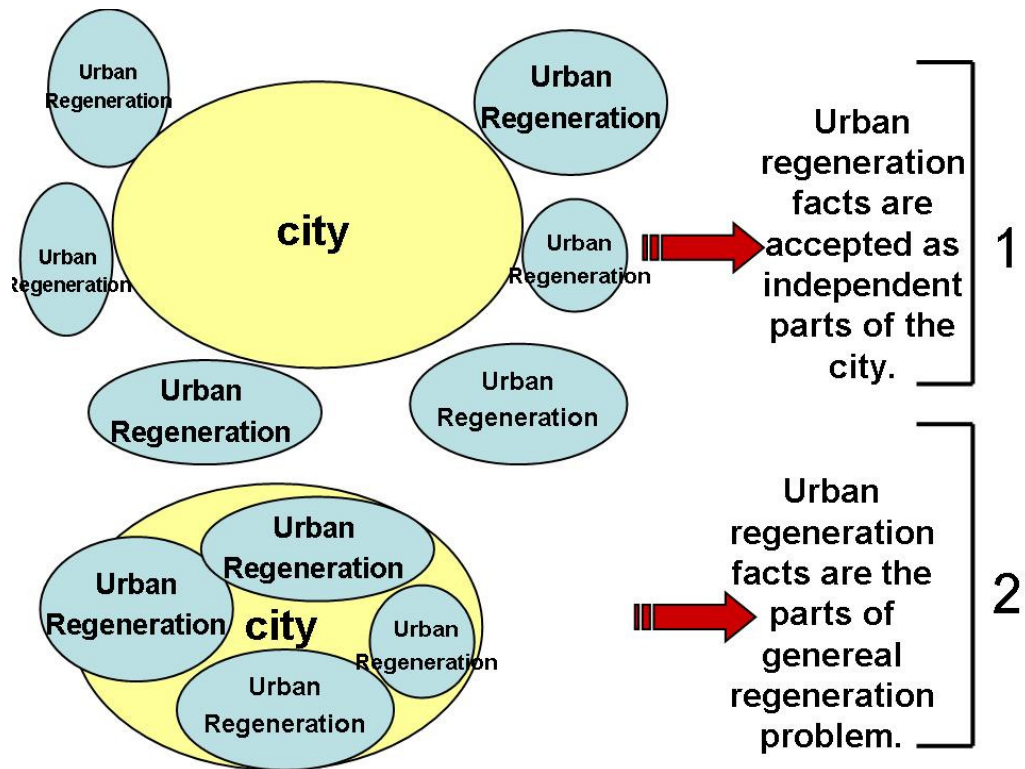 Urban
Regeneration
Urban
Regeneration
city
Urban
Regeneration
Urban
Regeneration
Urban
Regeneration
Urban
Regeneration
Urban
regeneration
facts are
accepted as
independent
parts of the
city.
1
Urban
Regeneration
Urban
Regeneration
city
Urban
Regeneration
Urban
Regeneration
Urban
regeneration
facts are the
parts of
genereal
regeneration
problem.
2